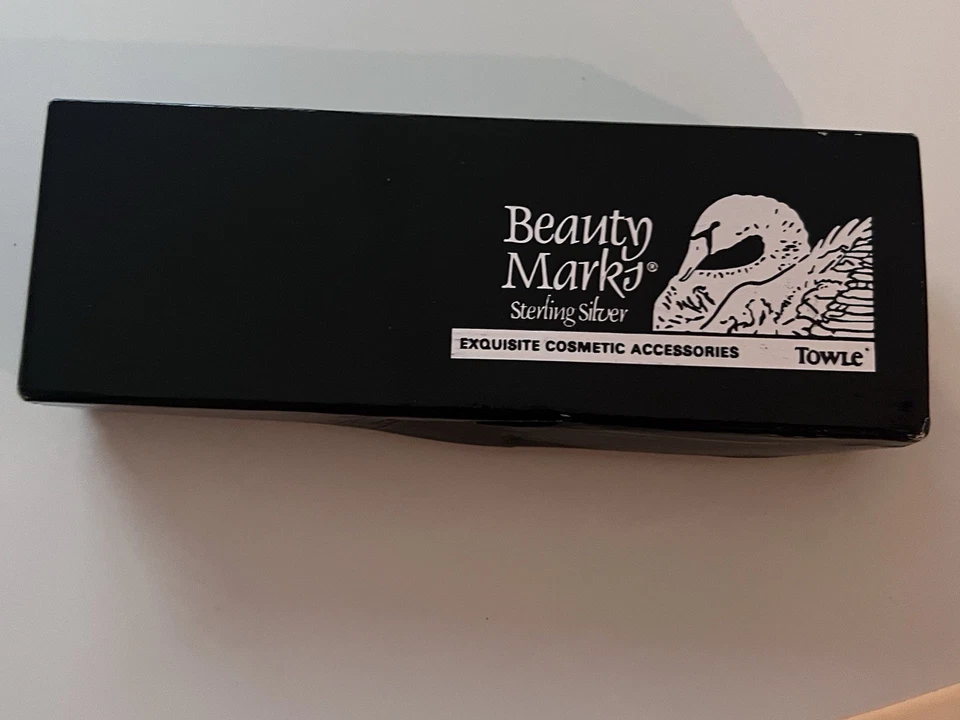 Beauty
Marks®
Sterling Silver
EXQUISITE COSMETIC ACCESSORIES TOWLE